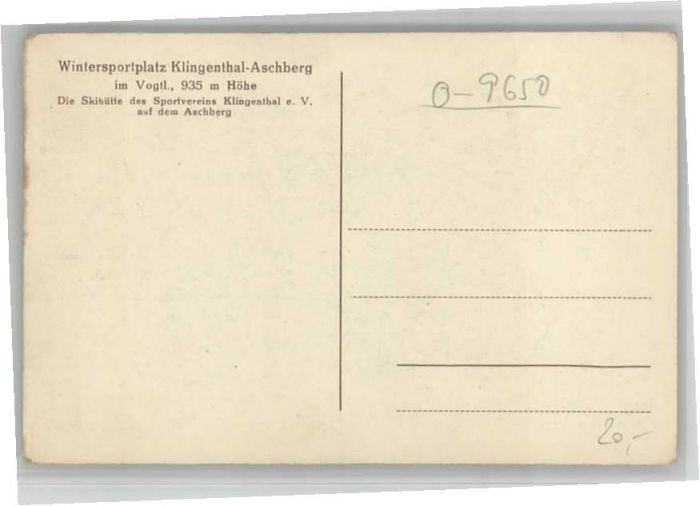 Wintersportplatz Klingenthal-Aschberg
im Vogtl., 935 m Höhe
Die Skihütte des Sportvereins Klingenthal e. V.
auf dem Aschberg
O-9650
20,-